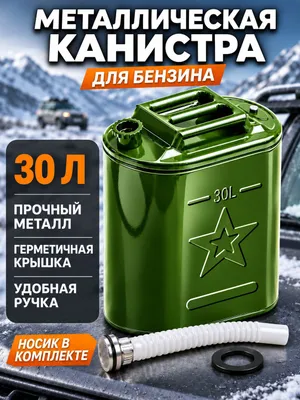 МЕТАЛЛИЧЕСКАЯ
КАНИСТРА
ДЛЯ БЕНЗИНА
30 Л
ПРОЧНЫЙ
МЕТАЛЛ
ГЕРМЕТИЧНАЯ
КРЫШКА
УДОБНАЯ
РУЧКА
НОСИК В
КОМПЛЕКТЕ
30L